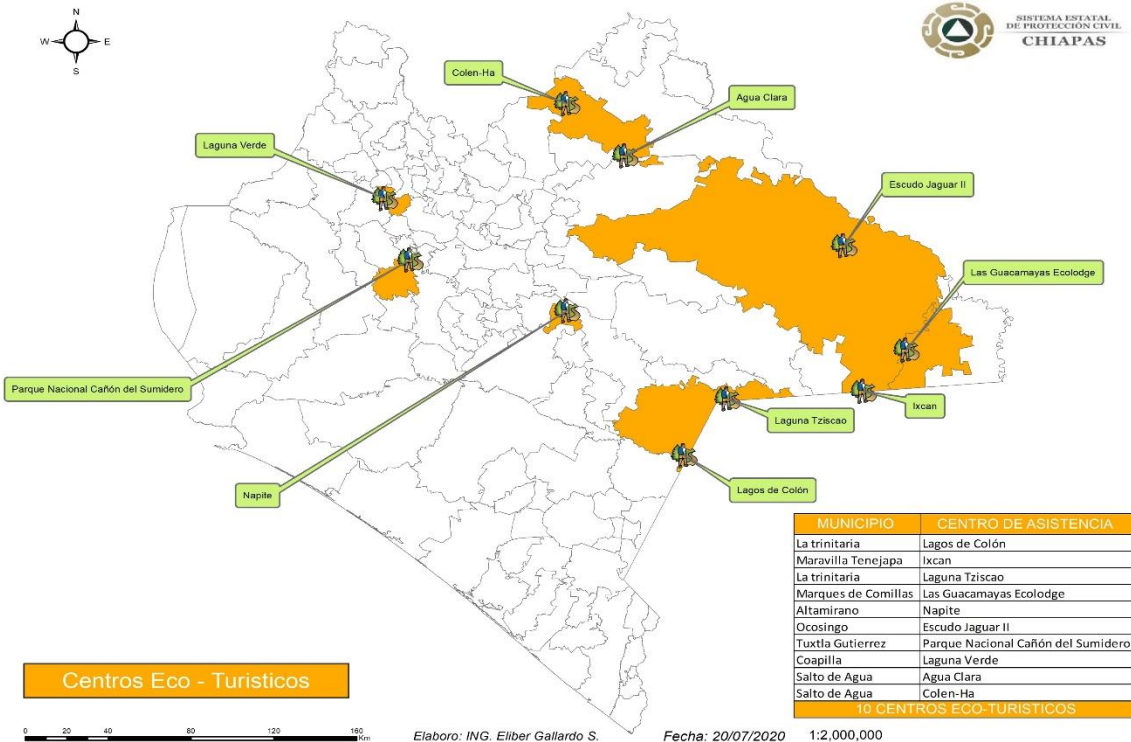 N
W E
S
SISTEMA ESTATAL
DE PROTECCIÓN CIVIL
CHIAPAS
Colen-Ha
Agua Clara
Laguna Verde
Escudo Jaguar II
Las Guacamayas Ecolodge
Parque Nacional Cañón del Sumidero
Ixcan
Laguna Tziscao
Napite
Lagos de Colón
MUNICIPIO CENTRO DE ASISTENCIA
La trinitaria Lagos de Colón
Maravilla Tenejapa Ixcan
La trinitaria Laguna Tziscao
Marques de Comillas Las Guacamayas Ecolodge
Altamirano Napite
Ocosingo Escudo Jaguar II
Tuxtla Gutierrez Parque Nacional Cañón del Sumidero
Coapilla Laguna Verde
Salto de Agua Agua Clara
Salto de Agua Colen-Ha
10 CENTROS ECO-TURISTICOS
Centros Eco - Turisticos
0 20 40 80 120 160 Km
Elaboro: ING. Eliber Gallardo S. Fecha: 20/07/2020 1:2,000,000